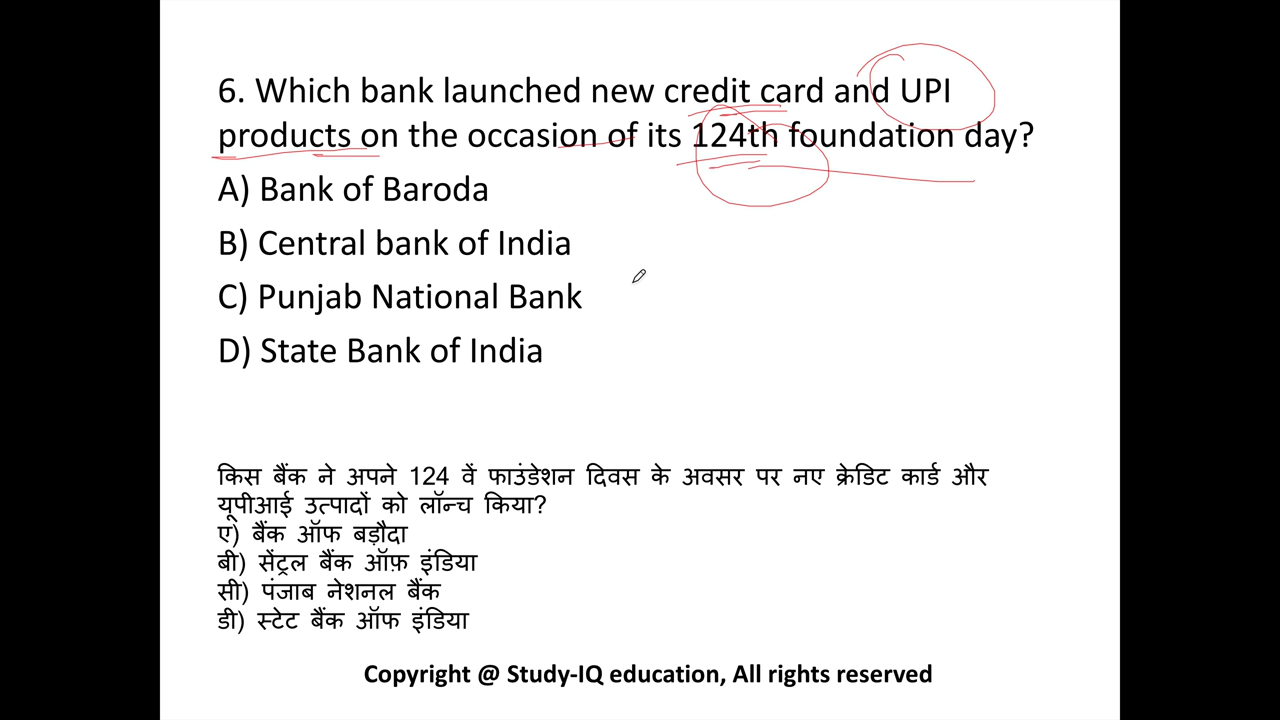 6. Which bank launched new credit card and UPI
products on the occasion of its 124th foundation day?
A) Bank of Baroda
B) Central bank of India
C) Punjab National Bank
D) State Bank of India
किस बैंक ने अपने 124 वें फाउंडेशन दिवस के अवसर पर नए क्रेडिट कार्ड और
यूपीआई उत्पादों को लॉन्च किया?
ए) बैंक ऑफ बड़ौदा
बी) सेंट्रल बैंक ऑफ़ इंडिया
सी) पंजाब नेशनल बैंक
डी) स्टेट बैंक ऑफ इंडिया
Copyright @ Study-IQ education, All rights reserved